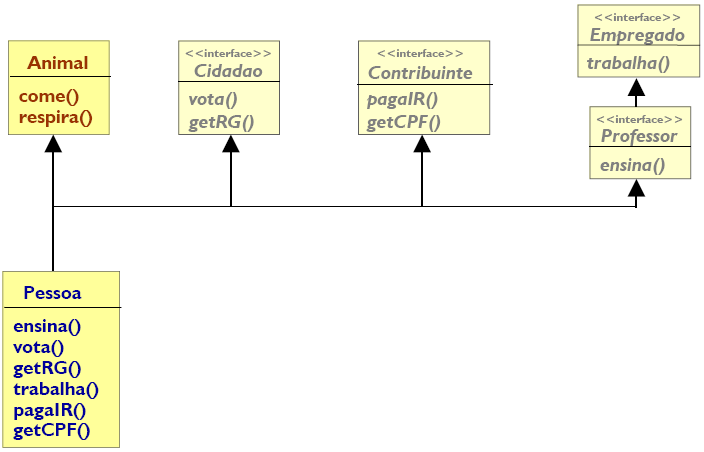 Animal
come()
respira()
<<interface>>
Cidadao
vota()
getRG()
<<interface>>
Contribuinte
pagaIR()
getCPF()
<<interface>>
Empregado
trabalha()
<<interface>>
Professor
ensina()
Pessoa
ensina()
vota()
getRG()
trabalha()
pagaIR()
getCPF()